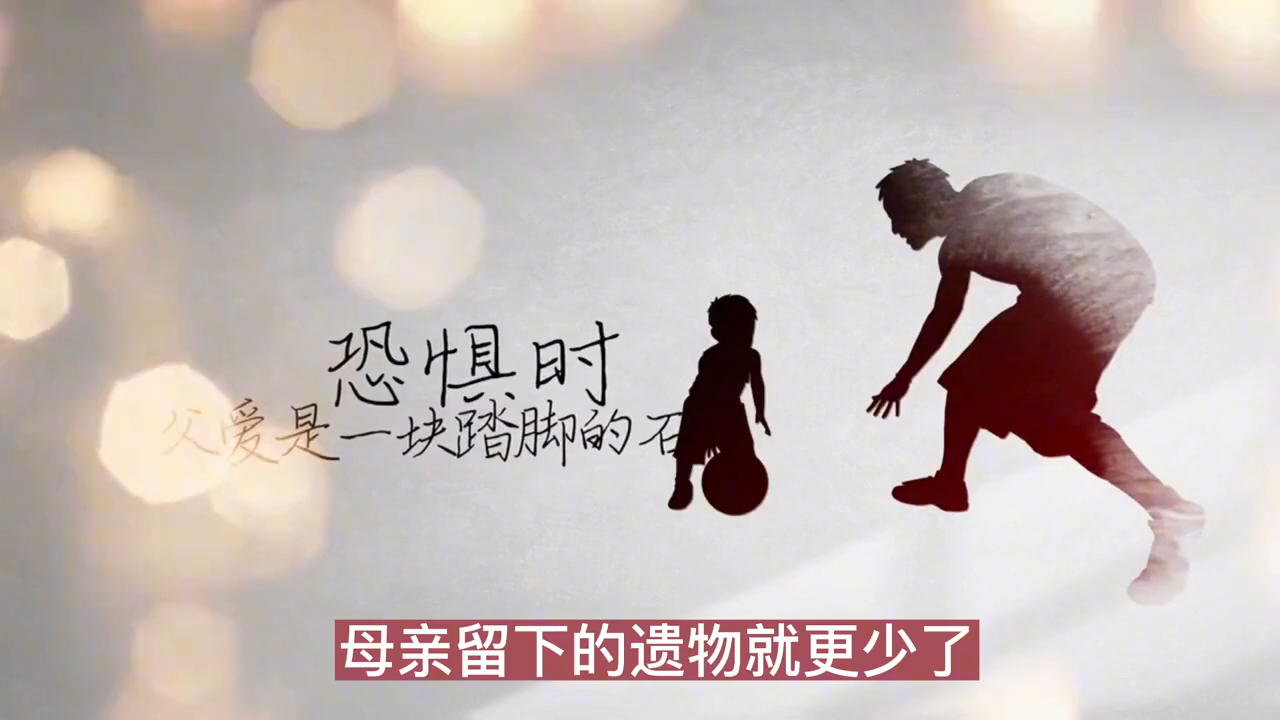 恐惧时
父爱是一块踏脚的石
母亲留下的遗物就更少了